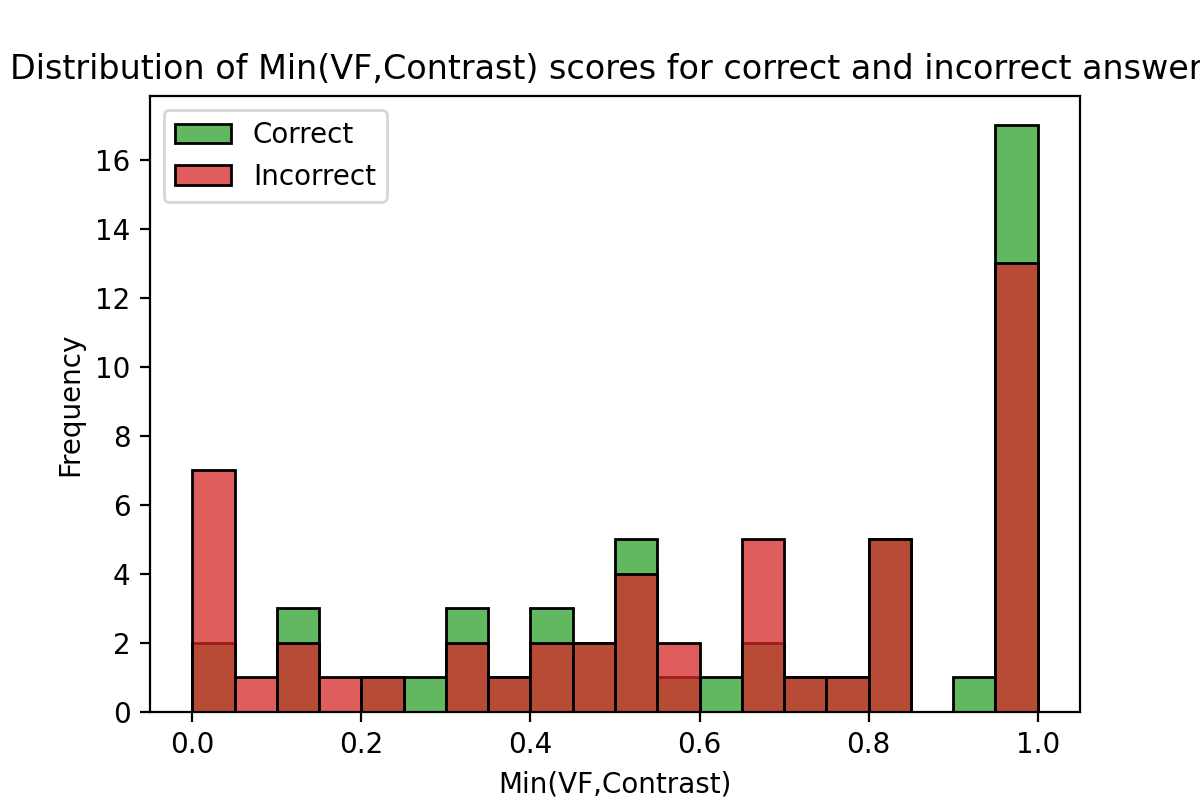 Distribution of Min(VF,Contrast) scores for correct and incorrect answer
Correct
Incorrect
16
14
12
10
8
6
4
2
0
Frequency
0.0 0.2 0.4 0.6 0.8 1.0
Min(VF,Contrast)